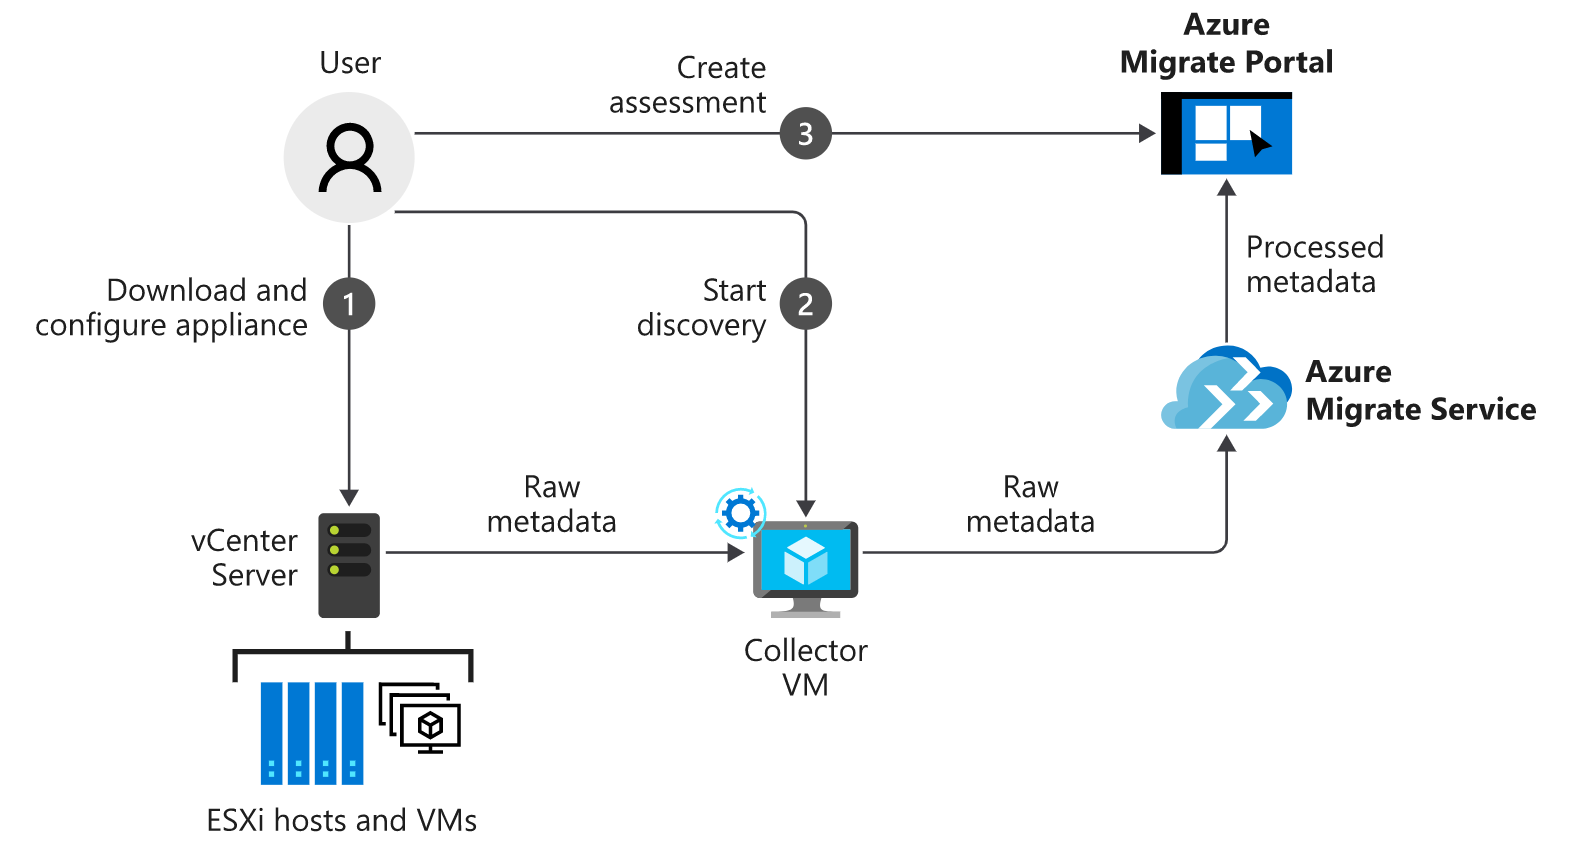 User
Create
assessment
3
Azure
Migrate Portal
Download and
configure appliance
1
Start
discovery
2
Processed
metadata
Azure
Migrate Service
vCenter
Server
Raw
metadata
Raw
metadata
Collector
VM
ESXi hosts and VMs